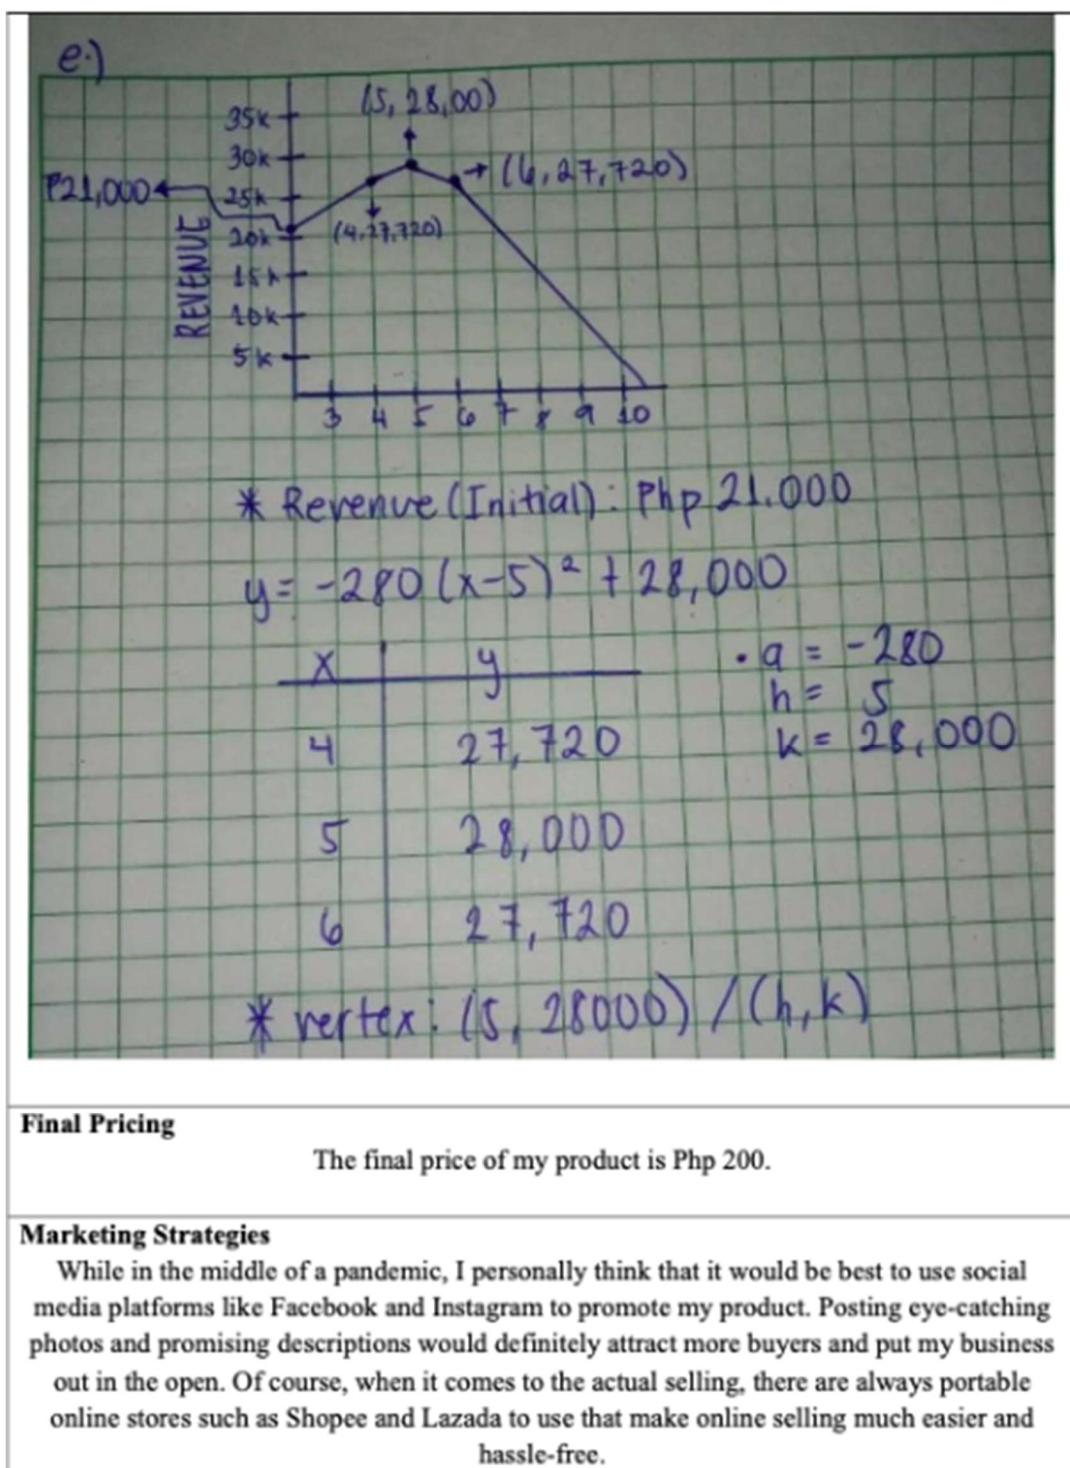 e.)
(5, 28,00)
35k
30k
(6, 27,720)
₱21,000
25k
20k
(4, 27,720)
REVENUE
15k
10k
5k
3 4 5 6 7 8 9 10
* Revenue (Initial): Php 21.000
y = -280 (x-5)² + 28,000
x y
• a = -280
h = 5
4 27,720
k = 28,000
5 28,000
6 27,720
* vertex: (5, 28000) / (h,k)
Final Pricing
The final price of my product is Php 200.
Marketing Strategies
While in the middle of a pandemic, I personally think that it would be best to use social
media platforms like Facebook and Instagram to promote my product. Posting eye-catching
photos and promising descriptions would definitely attract more buyers and put my business
out in the open. Of course, when it comes to the actual selling, there are always portable
online stores such as Shopee and Lazada to use that make online selling much easier and
hassle-free.